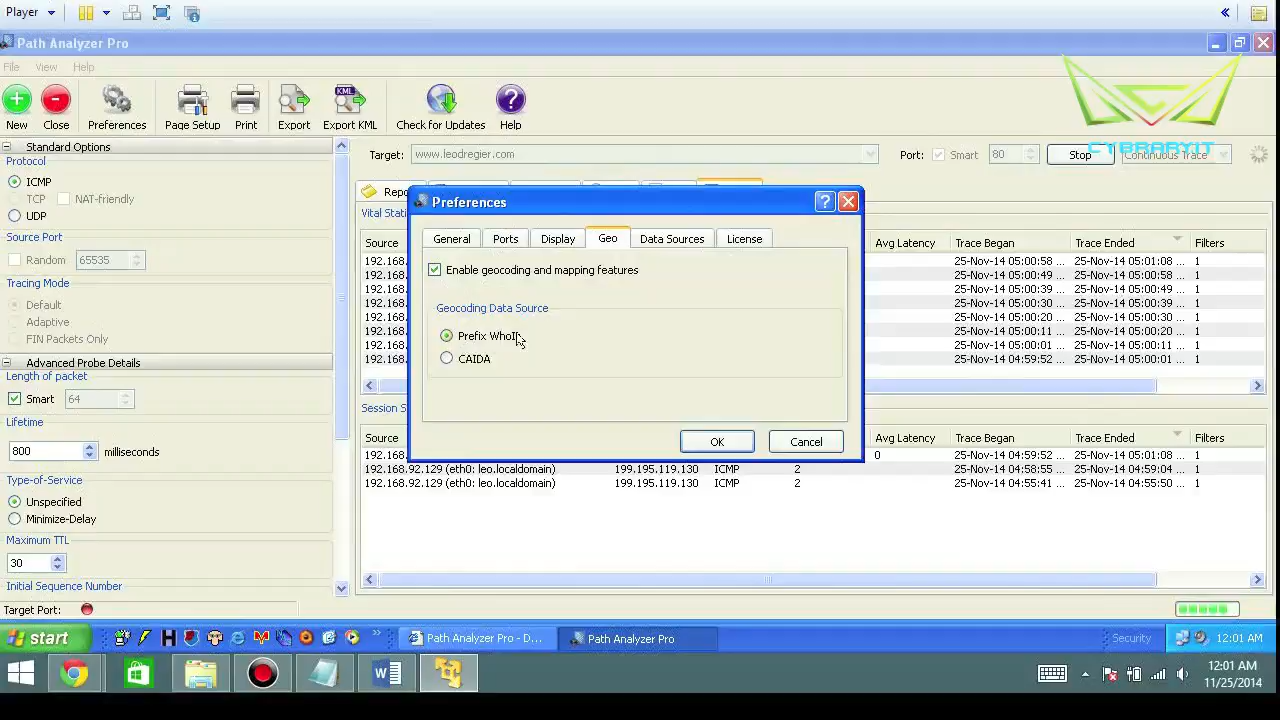 Player
Path Analyzer Pro
File View Help
New Close Preferences Page Setup Print Export Export KML Check for Updates Help
KML
CYBRARYIT
Standard Options
Protocol
ICMP
TCP NAT-friendly
UDP
Source Port
Random 65535
Tracing Mode
Default
Adaptive
FIN Packets Only
Advanced Probe Details
Length of packet
Smart 64
Lifetime
800 milliseconds
Type-of-Service
Unspecified
Minimize-Delay
Maximum TTL
30
Initial Sequence Number
Target Port:
Target: www.leodregier.com Port: Smart 80 Stop Continuous Trace
Repo
Vital Stati
Source Avg Latency Trace Began Trace Ended Filters
192.168. 25-Nov-14 05:00:58 ... 25-Nov-14 05:01:08 ... 1
192.168. 25-Nov-14 05:00:49 ... 25-Nov-14 05:00:58 ... 1
192.168. 25-Nov-14 05:00:39 ... 25-Nov-14 05:00:49 ... 1
192.168. 25-Nov-14 05:00:30 ... 25-Nov-14 05:00:39 ... 1
192.168. 25-Nov-14 05:00:20 ... 25-Nov-14 05:00:30 ... 1
192.168. 25-Nov-14 05:00:11 ... 25-Nov-14 05:00:20 ... 1
192.168. 25-Nov-14 05:00:01 ... 25-Nov-14 05:00:11 ... 1
192.168. 25-Nov-14 04:59:52 ... 25-Nov-14 05:00:01 ... 1
Preferences
General Ports Display Geo Data Sources License
Enable geocoding and mapping features
Geocoding Data Source
Prefix WhoI
CAIDA
OK Cancel
Session S
Source Avg Latency Trace Began Trace Ended Filters
192.168. 0 25-Nov-14 04:59:52 ... 25-Nov-14 05:01:08 ... 1
192.168.92.129 (eth0: leo.localdomain) 199.195.119.130 ICMP 2 25-Nov-14 04:58:55 ... 25-Nov-14 04:59:04 ... 1
192.168.92.129 (eth0: leo.localdomain) 199.195.119.130 ICMP 2 25-Nov-14 04:55:41 ... 25-Nov-14 04:55:50 ... 1
start Path Analyzer Pro - D... Path Analyzer Pro Security 12:01 AM
12:01 AM
11/25/2014